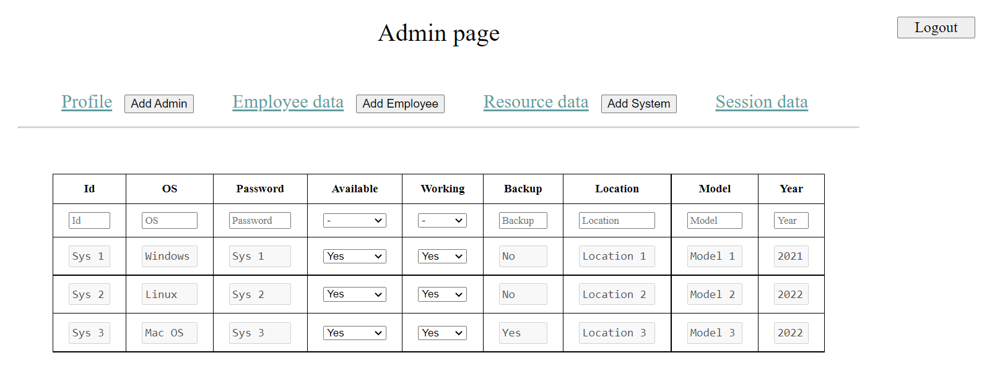 Admin page
Logout
Profile Add Admin Employee data Add Employee Resource data Add System Session data
Id OS Password Available Working Backup Location Model Year
Id OS Password - - Backup Location Model Year
Sys 1 Windows Sys 1 Yes Yes No Location 1 Model 1 2021
Sys 2 Linux Sys 2 Yes Yes No Location 2 Model 2 2022
Sys 3 Mac OS Sys 3 Yes Yes Yes Location 3 Model 3 2022